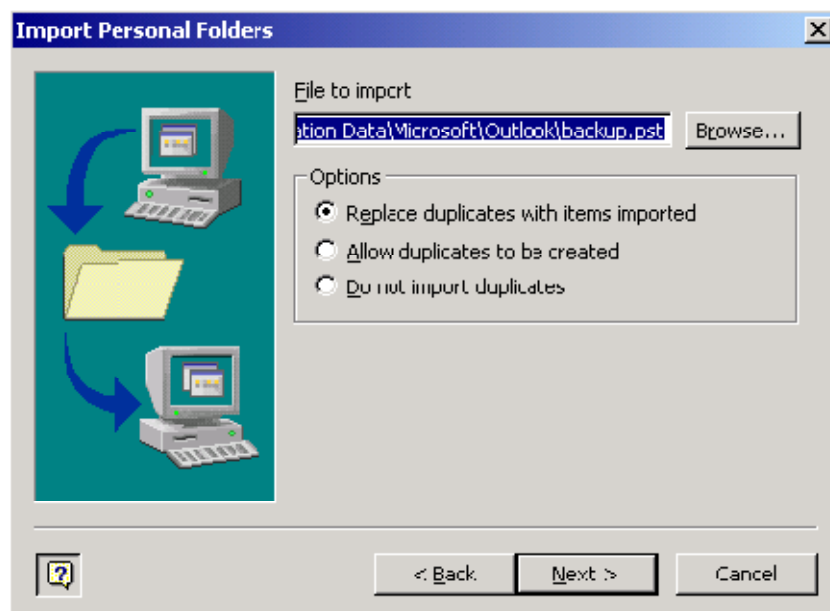 Import Personal Folders
File to import
ation Data\Microsoft\Outlook\backup.pst
Browse...
Options
Replace duplicates with items imported
Allow duplicates to be created
Do not import duplicates
?
< Back
Next >
Cancel